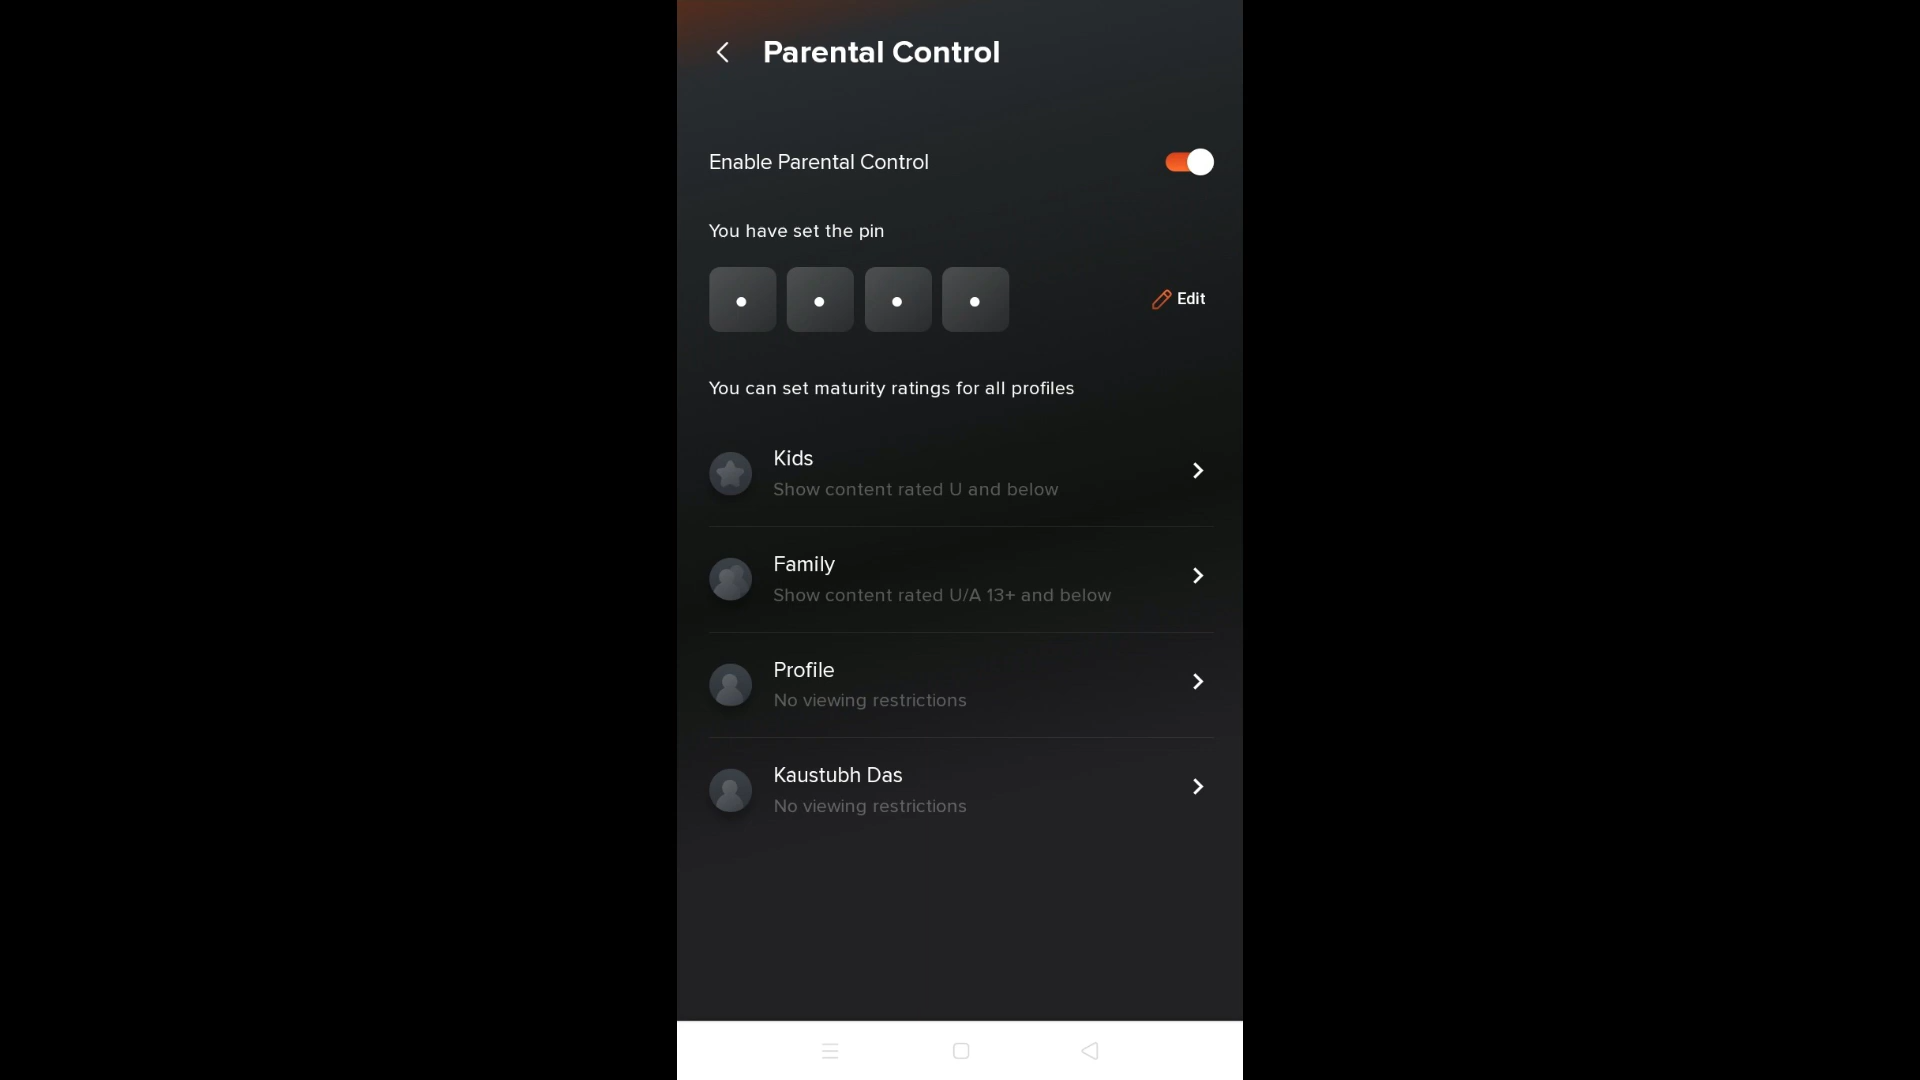 Parental Control
Enable Parental Control
You have set the pin
Edit
You can set maturity ratings for all profiles
Kids
Show content rated U and below
Family
Show content rated U/A 13+ and below
Profile
No viewing restrictions
Kaustubh Das
No viewing restrictions